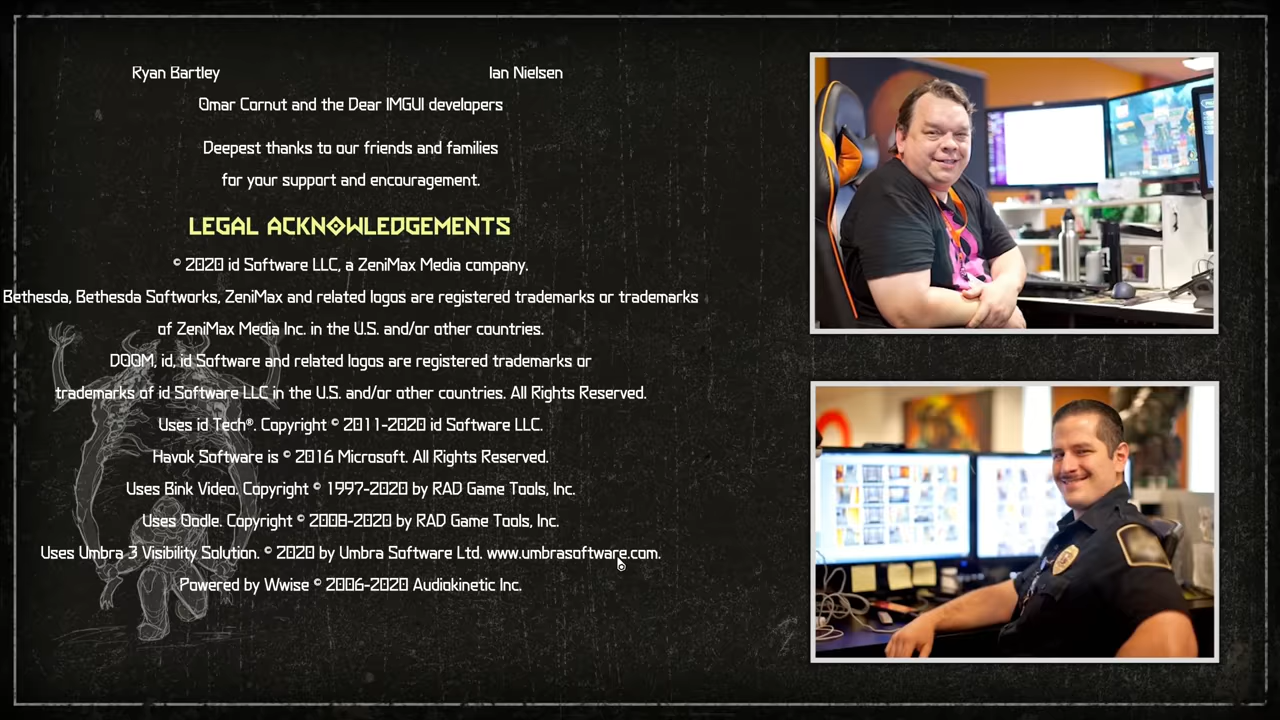 Ryan Bartley Ian Nielsen
Omar Cornut and the Dear IMGUI developers
Deepest thanks to our friends and families
for your support and encouragement.
LEGAL ACKNOWLEDGEMENTS
© 2020 id Software LLC, a ZeniMax Media company.
Bethesda, Bethesda Softworks, ZeniMax and related logos are registered trademarks or trademarks
of ZeniMax Media Inc. in the U.S. and/or other countries.
DOOM, id, id Software and related logos are registered trademarks or
trademarks of id Software LLC in the U.S. and/or other countries. All Rights Reserved.
Uses id Tech®. Copyright © 2011-2020 id Software LLC.
Havok Software is © 2016 Microsoft. All Rights Reserved.
Uses Bink Video. Copyright © 1997-2020 by RAD Game Tools, Inc.
Uses Oodle. Copyright © 2008-2020 by RAD Game Tools, Inc.
Uses Umbra 3 Visibility Solution. © 2020 by Umbra Software Ltd. www.umbrasoftware.com.
Powered by Wwise © 2006-2020 Audiokinetic Inc.